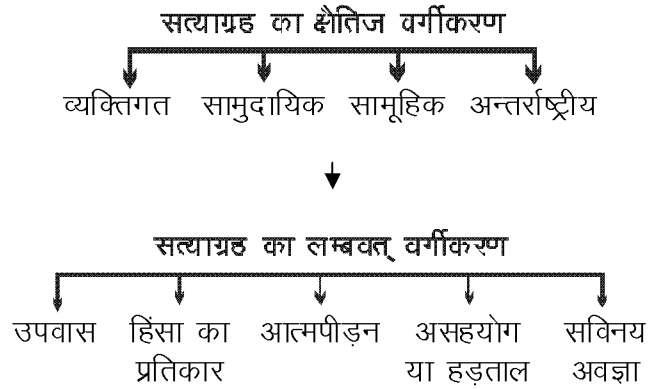 सत्याग्रह का क्षैतिज वर्गीकरण
व्यक्तिगत सामुदायिक सामूहिक अन्तर्राष्ट्रीय
सत्याग्रह का लम्बवत् वर्गीकरण
उपवास हिंसा का आत्मपीड़न असहयोग सविनय
प्रतिकार या हड़ताल अवज्ञा